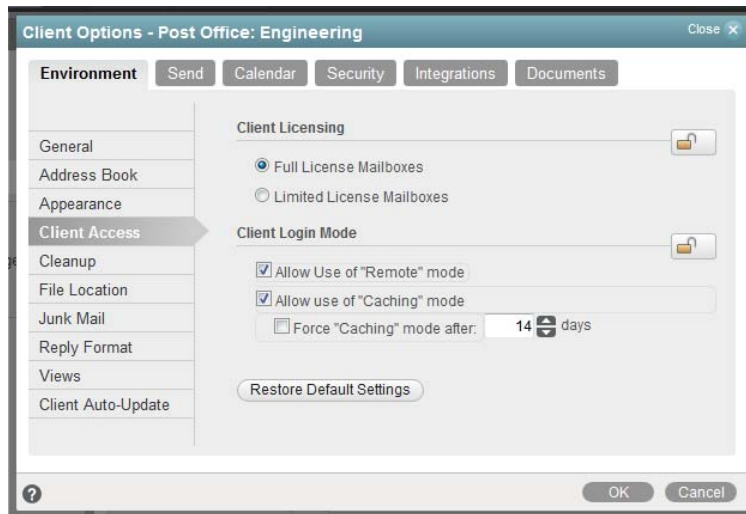 Client Options - Post Office: Engineering
Close X
Environment Send Calendar Security Integrations Documents
General
Address Book
Appearance
Client Access
Cleanup
File Location
Junk Mail
Reply Format
Views
Client Auto-Update
Client Licensing
Full License Mailboxes
Limited License Mailboxes
Client Login Mode
Allow Use of "Remote" mode
Allow use of "Caching" mode
Force "Caching" mode after: 14 days
Restore Default Settings
?
OK Cancel